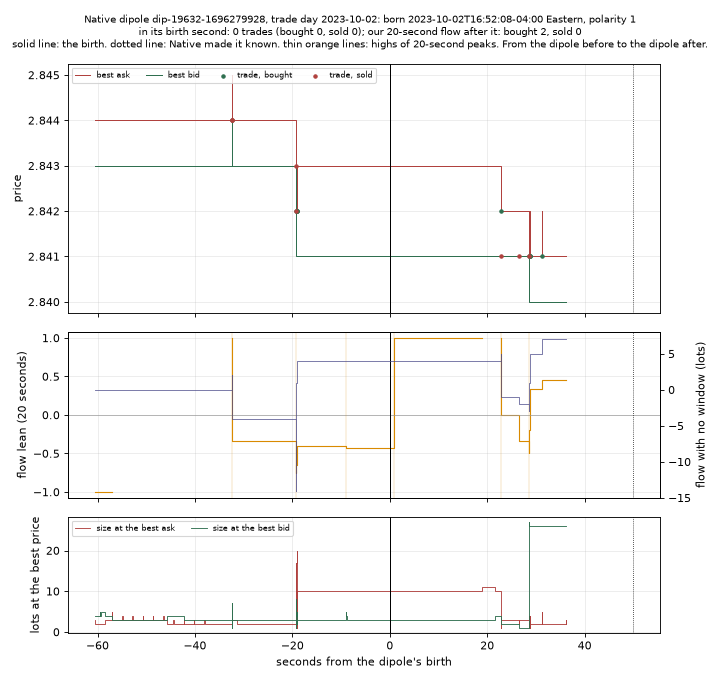 Native dipole dip-19632-1696279928, trade day 2023-10-02: born 2023-10-02T16:52:08-04:00 Eastern, polarity 1
in its birth second: 0 trades (bought 0, sold 0); our 20-second flow after it: bought 2, sold 0
solid line: the birth. dotted line: Native made it known. thin orange lines: highs of 20-second peaks. From the dipole before to the dipole after.
best ask
best bid
trade, bought
trade, sold
2.845
2.844
2.843
2.842
2.841
2.840
price
1.0
0.5
0.0
−0.5
−1.0
flow lean (20 seconds)
5
0
−5
−10
−15
flow with no window (lots)
size at the best ask
size at the best bid
20
10
0
lots at the best price
−60
−40
−20
0
20
40
seconds from the dipole's birth